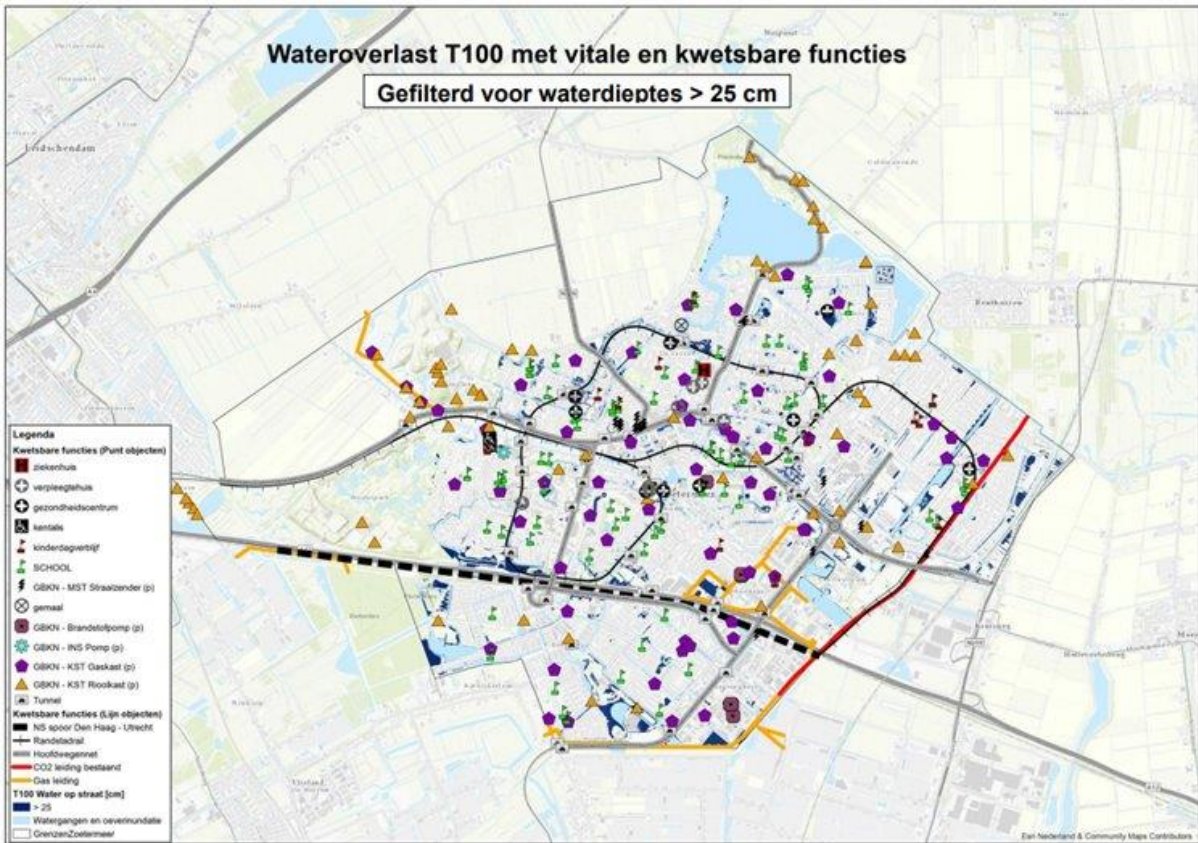 Wateroverlast T100 met vitale en kwetsbare functies
Gefilterd voor waterdieptes > 25 cm
Leidschendam
Benthuizen
Legenda
Kwetsbare functies (Punt objecten)
ziekenhuis
verpleegtehuis
gezondheidscentrum
kentalis
kinderdagverblijf
SCHOOL
GBKN - MST Straalzender (p)
gemaal
GBKN - Brandstofpomp (p)
GBKN - INS Pomp (p)
GBKN - KST Gaskast (p)
GBKN - KST Rioolkast (p)
Tunnel
Kwetsbare functies (Lijn objecten)
NS spoor Den Haag - Utrecht
Randstadrail
Hoofdwegennet
CO2 leiding bestaand
Gas leiding
T100 Water op straat [cm]
> 25
Watergangen en oeverinundatie
GrenzenZoetermeer
Esri Nederland & Community Maps Contributors